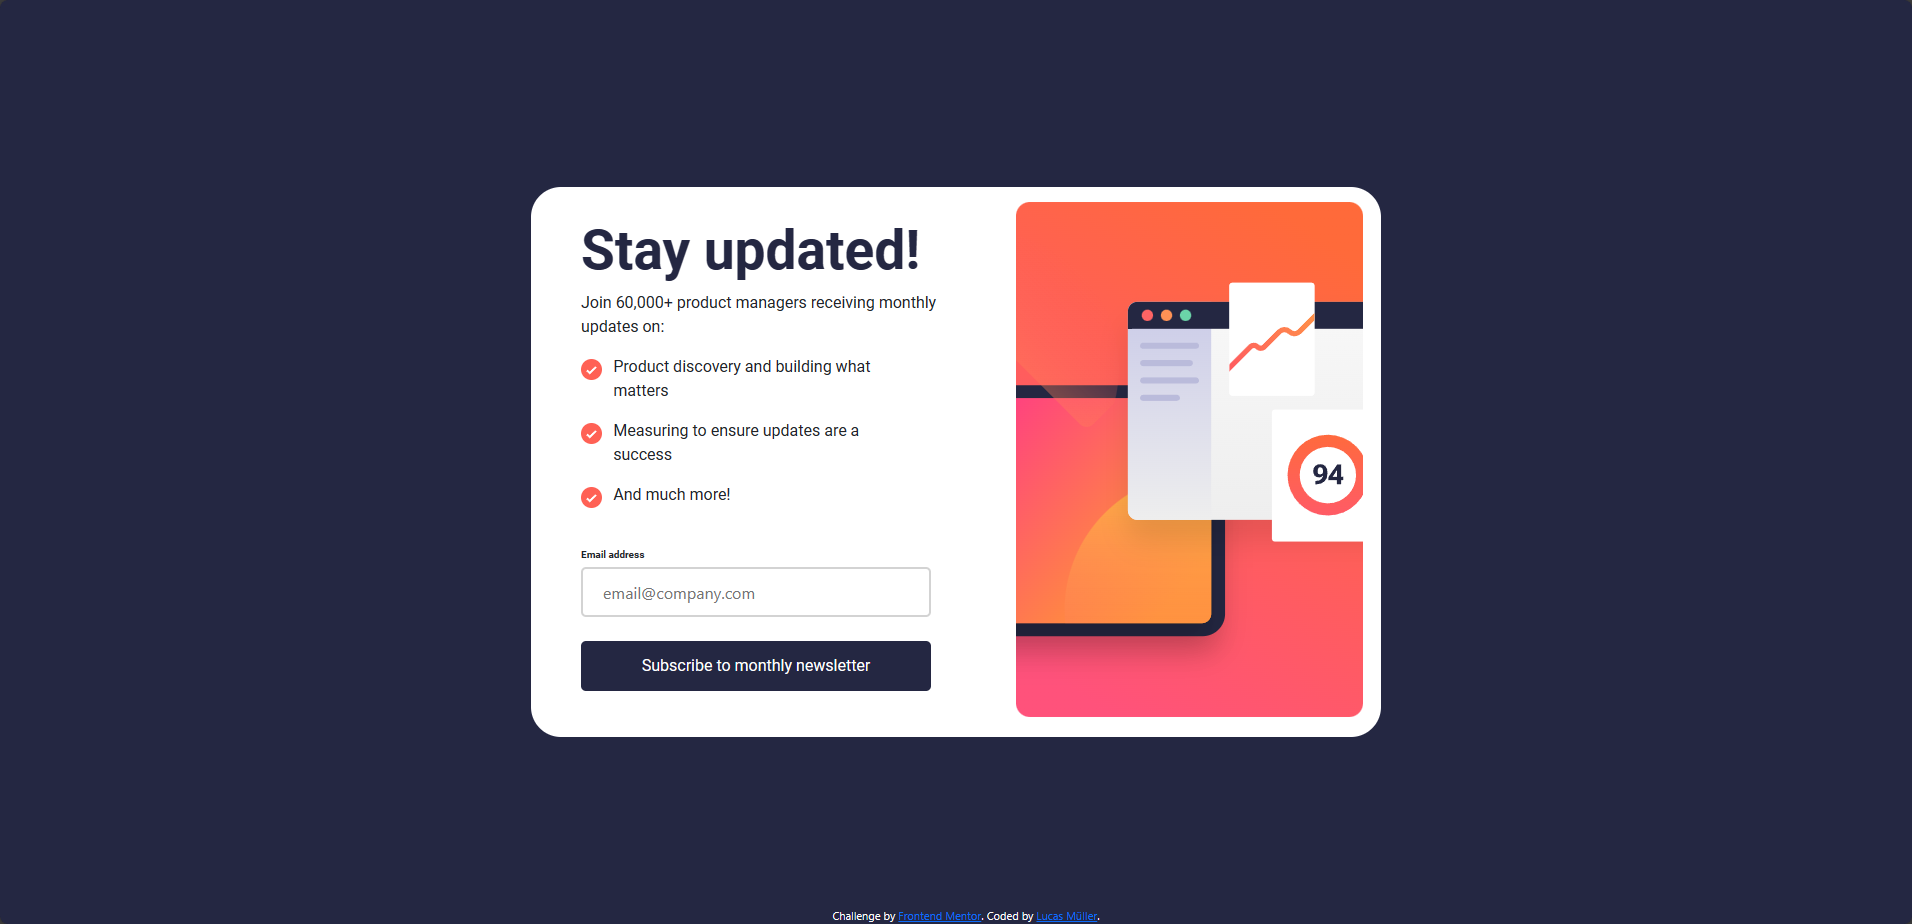 Stay updated!
Join 60,000+ product managers receiving monthly
updates on:
Product discovery and building what
matters
Measuring to ensure updates are a
success
And much more!
Email address
email@company.com
Subscribe to monthly newsletter
94
Challenge by Frontend Mentor. Coded by Lucas Müller.